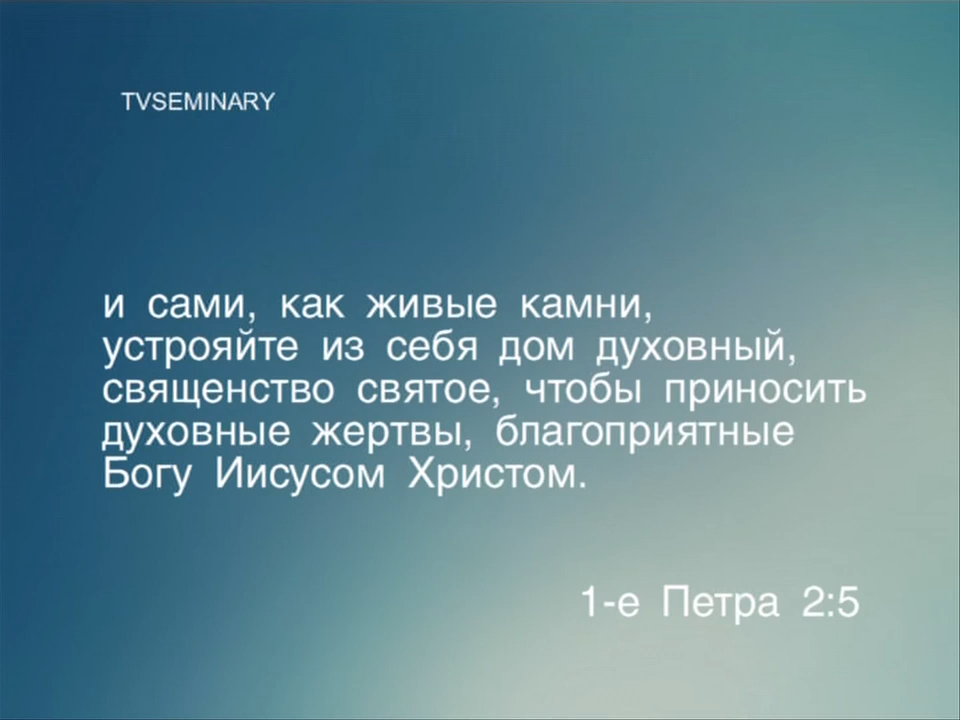 TVSEMINARY
и сами, как живые камни,
устрояйте из себя дом духовный,
священство святое, чтобы приносить
духовные жертвы, благоприятные
Богу Иисусом Христом.
1-е Петра 2:5